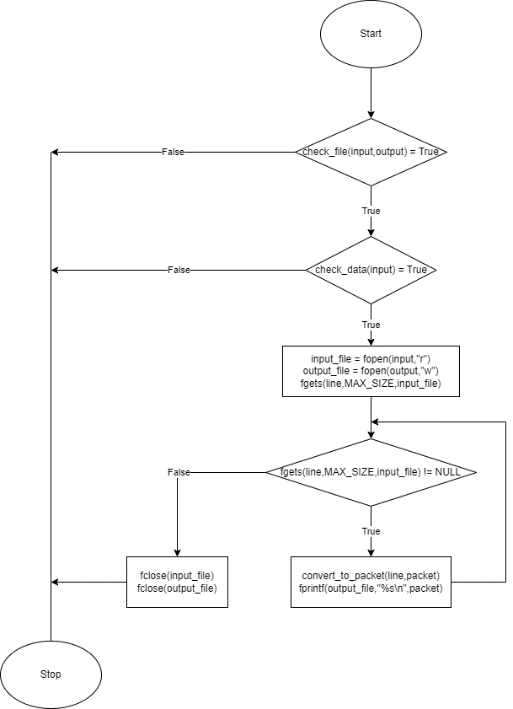 Start
check_file(input,output) = True
False
True
check_data(input) = True
False
True
input_file = fopen(input,"r")
output_file = fopen(output,"w")
fgets(line,MAX_SIZE,input_file)
fgets(line,MAX_SIZE,input_file) != NULL
False
True
fclose(input_file)
fclose(output_file)
convert_to_packet(line,packet)
fprintf(output_file,"%s\n",packet)
Stop